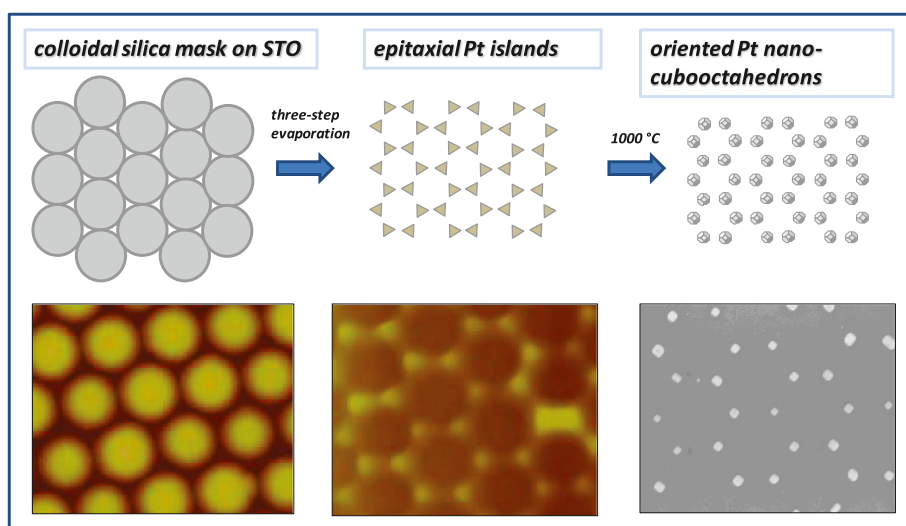 colloidal silica mask on STO
epitaxial Pt islands
oriented Pt nano-
cubooctahedrons
three-step
evaporation
1000 °C